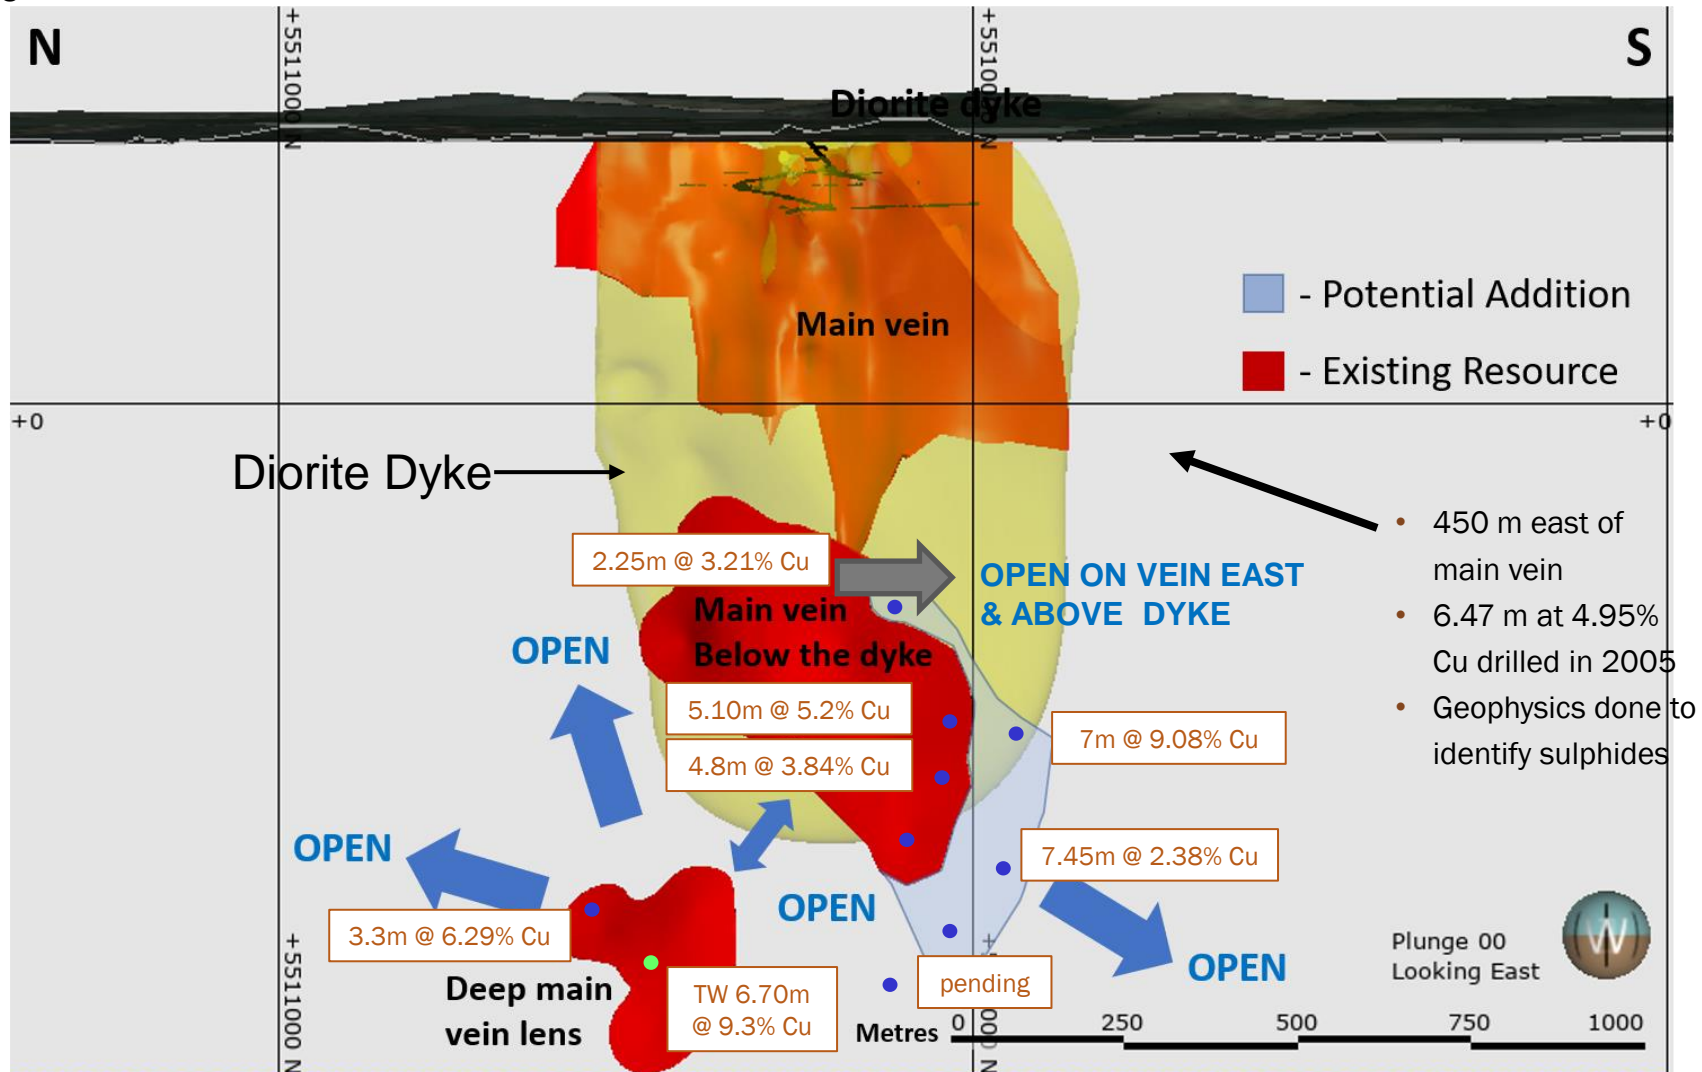 N
S
+5511000 N
+5510000 N
Diorite dyke
Main vein
- Potential Addition
- Existing Resource
+0
+0
Diorite Dyke
• 450 m east of
main vein
• 6.47 m at 4.95%
Cu drilled in 2005
• Geophysics done to
identify sulphides
2.25m @ 3.21% Cu
OPEN ON VEIN EAST
& ABOVE DYKE
Main vein
Below the dyke
OPEN
5.10m @ 5.2% Cu
4.8m @ 3.84% Cu
7m @ 9.08% Cu
OPEN
7.45m @ 2.38% Cu
OPEN
3.3m @ 6.29% Cu
OPEN
Deep main
vein lens
TW 6.70m
@ 9.3% Cu
pending
Plunge 00
Looking East
W
Metres
0 250 500 750 1000
+5511000 N